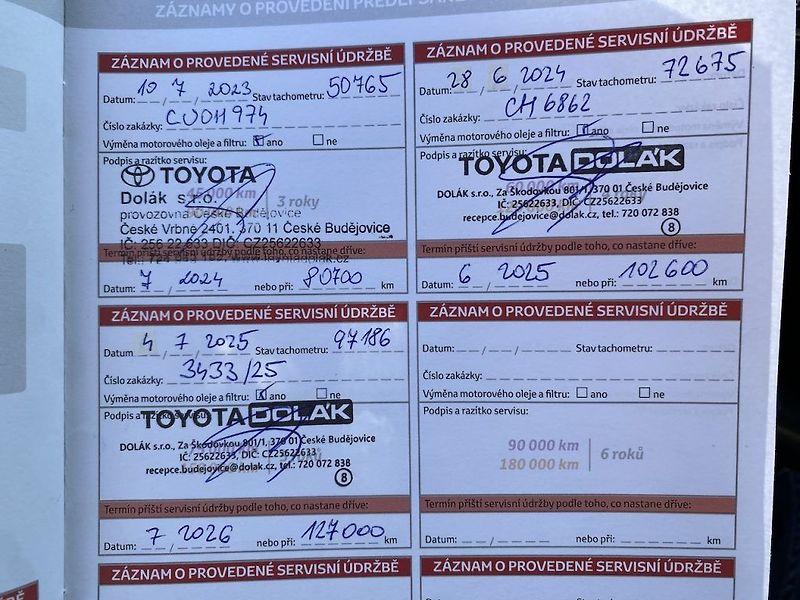 ZÁZNAMY O PROVEDENÍ PŘEDEPSANÉ
ZÁZNAM O PROVEDENÉ SERVISNÍ ÚDRŽBĚ
Datum: 10 / 7 / 2023 Stav tachometru: 50765
Číslo zakázky: CUOH974
Výměna motorového oleje a filtru: ano ne
Podpis a razítko servisu:
TOYOTA
Dolák s.r.o.
45 000 km 3 roky
provozovna České Budějovice
České Vrbné 2401, 370 11 České Budějovice
IČ: 256 22 633 DIČ: CZ25622633
Termín příští servisní údržby podle toho, co nastane dříve:
Datum: 7 / 2024 nebo při: 80700 km
ZÁZNAM O PROVEDENÉ SERVISNÍ ÚDRŽBĚ
Datum: 28 / 6 / 2024 Stav tachometru: 72675
Číslo zakázky: CH6862
Výměna motorového oleje a filtru: ano ne
Podpis a razítko servisu:
TOYOTA DOLÁK
60 000 km 4 roky
DOLÁK s.r.o., Za Škodovkou 801/1, 370 01 České Budějovice
IČ: 25622633, DIČ: CZ25622633
recepce.budejovice@dolak.cz, tel.: 720 072 838
8
Termín příští servisní údržby podle toho, co nastane dříve:
Datum: 6 / 2025 nebo při: 102600 km
ZÁZNAM O PROVEDENÉ SERVISNÍ ÚDRŽBĚ
Datum 4 / 7 / 2025 Stav tachometru: 97186
Číslo zakázky: 3433/25
Výměna motorového oleje a filtru: ano ne
Podpis a razítko servisu:
TOYOTA DOLÁK
DOLÁK s.r.o., Za Škodovkou 801/1, 370 01 České Budějovice
IČ: 25622633, DIČ: CZ25622633
recepce.budejovice@dolak.cz, tel.: 720 072 838
8
Termín příští servisní údržby podle toho, co nastane dříve:
Datum: 7 / 2026 nebo při: 127000 km
ZÁZNAM O PROVEDENÉ SERVISNÍ ÚDRŽBĚ
Datum: / / Stav tachometru:
Číslo zakázky:
Výměna motorového oleje a filtru: ano ne
Podpis a razítko servisu:
90 000 km
180 000 km 6 roků
Termín příští servisní údržby podle toho, co nastane dříve:
Datum: / nebo při: km
ZÁZNAM O PROVEDENÉ SERVISNÍ ÚDRŽBĚ
ZÁZNAM O PROVEDENÉ SERVISNÍ ÚDRŽBĚ